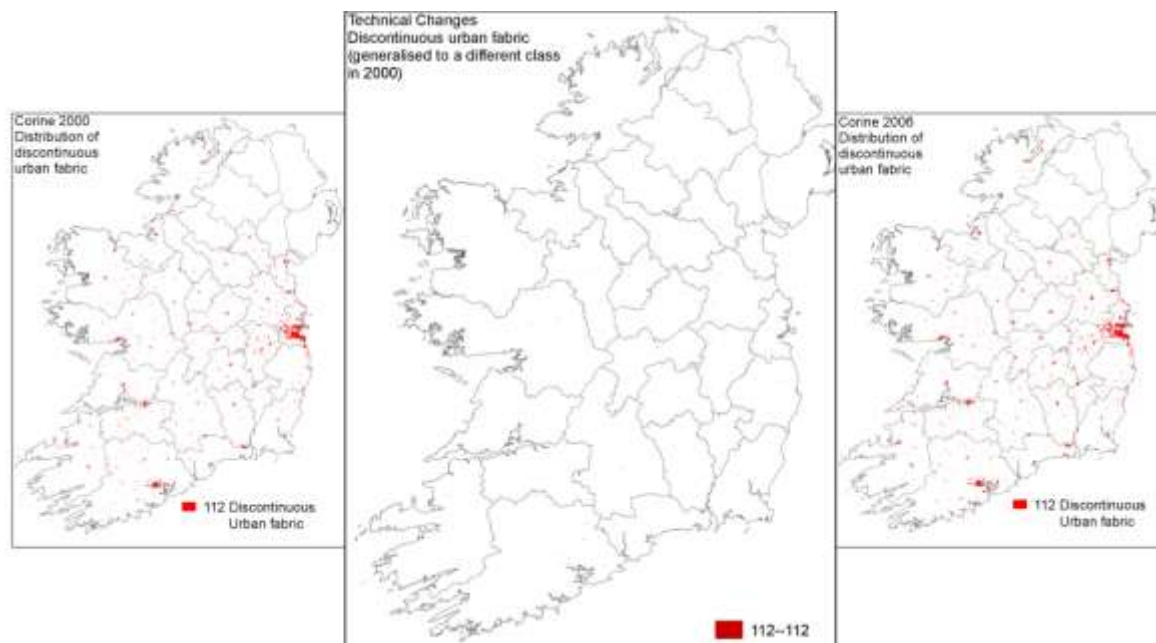 Corine 2000
Distribution of
discontinuous
urban fabric
112 Discontinuous
Urban fabric
Technical Changes
Discontinuous urban fabric
(generalised to a different class
in 2000)
112--112
Corine 2006
Distribution of
discontinuous
urban fabric
112 Discontinuous
Urban fabric